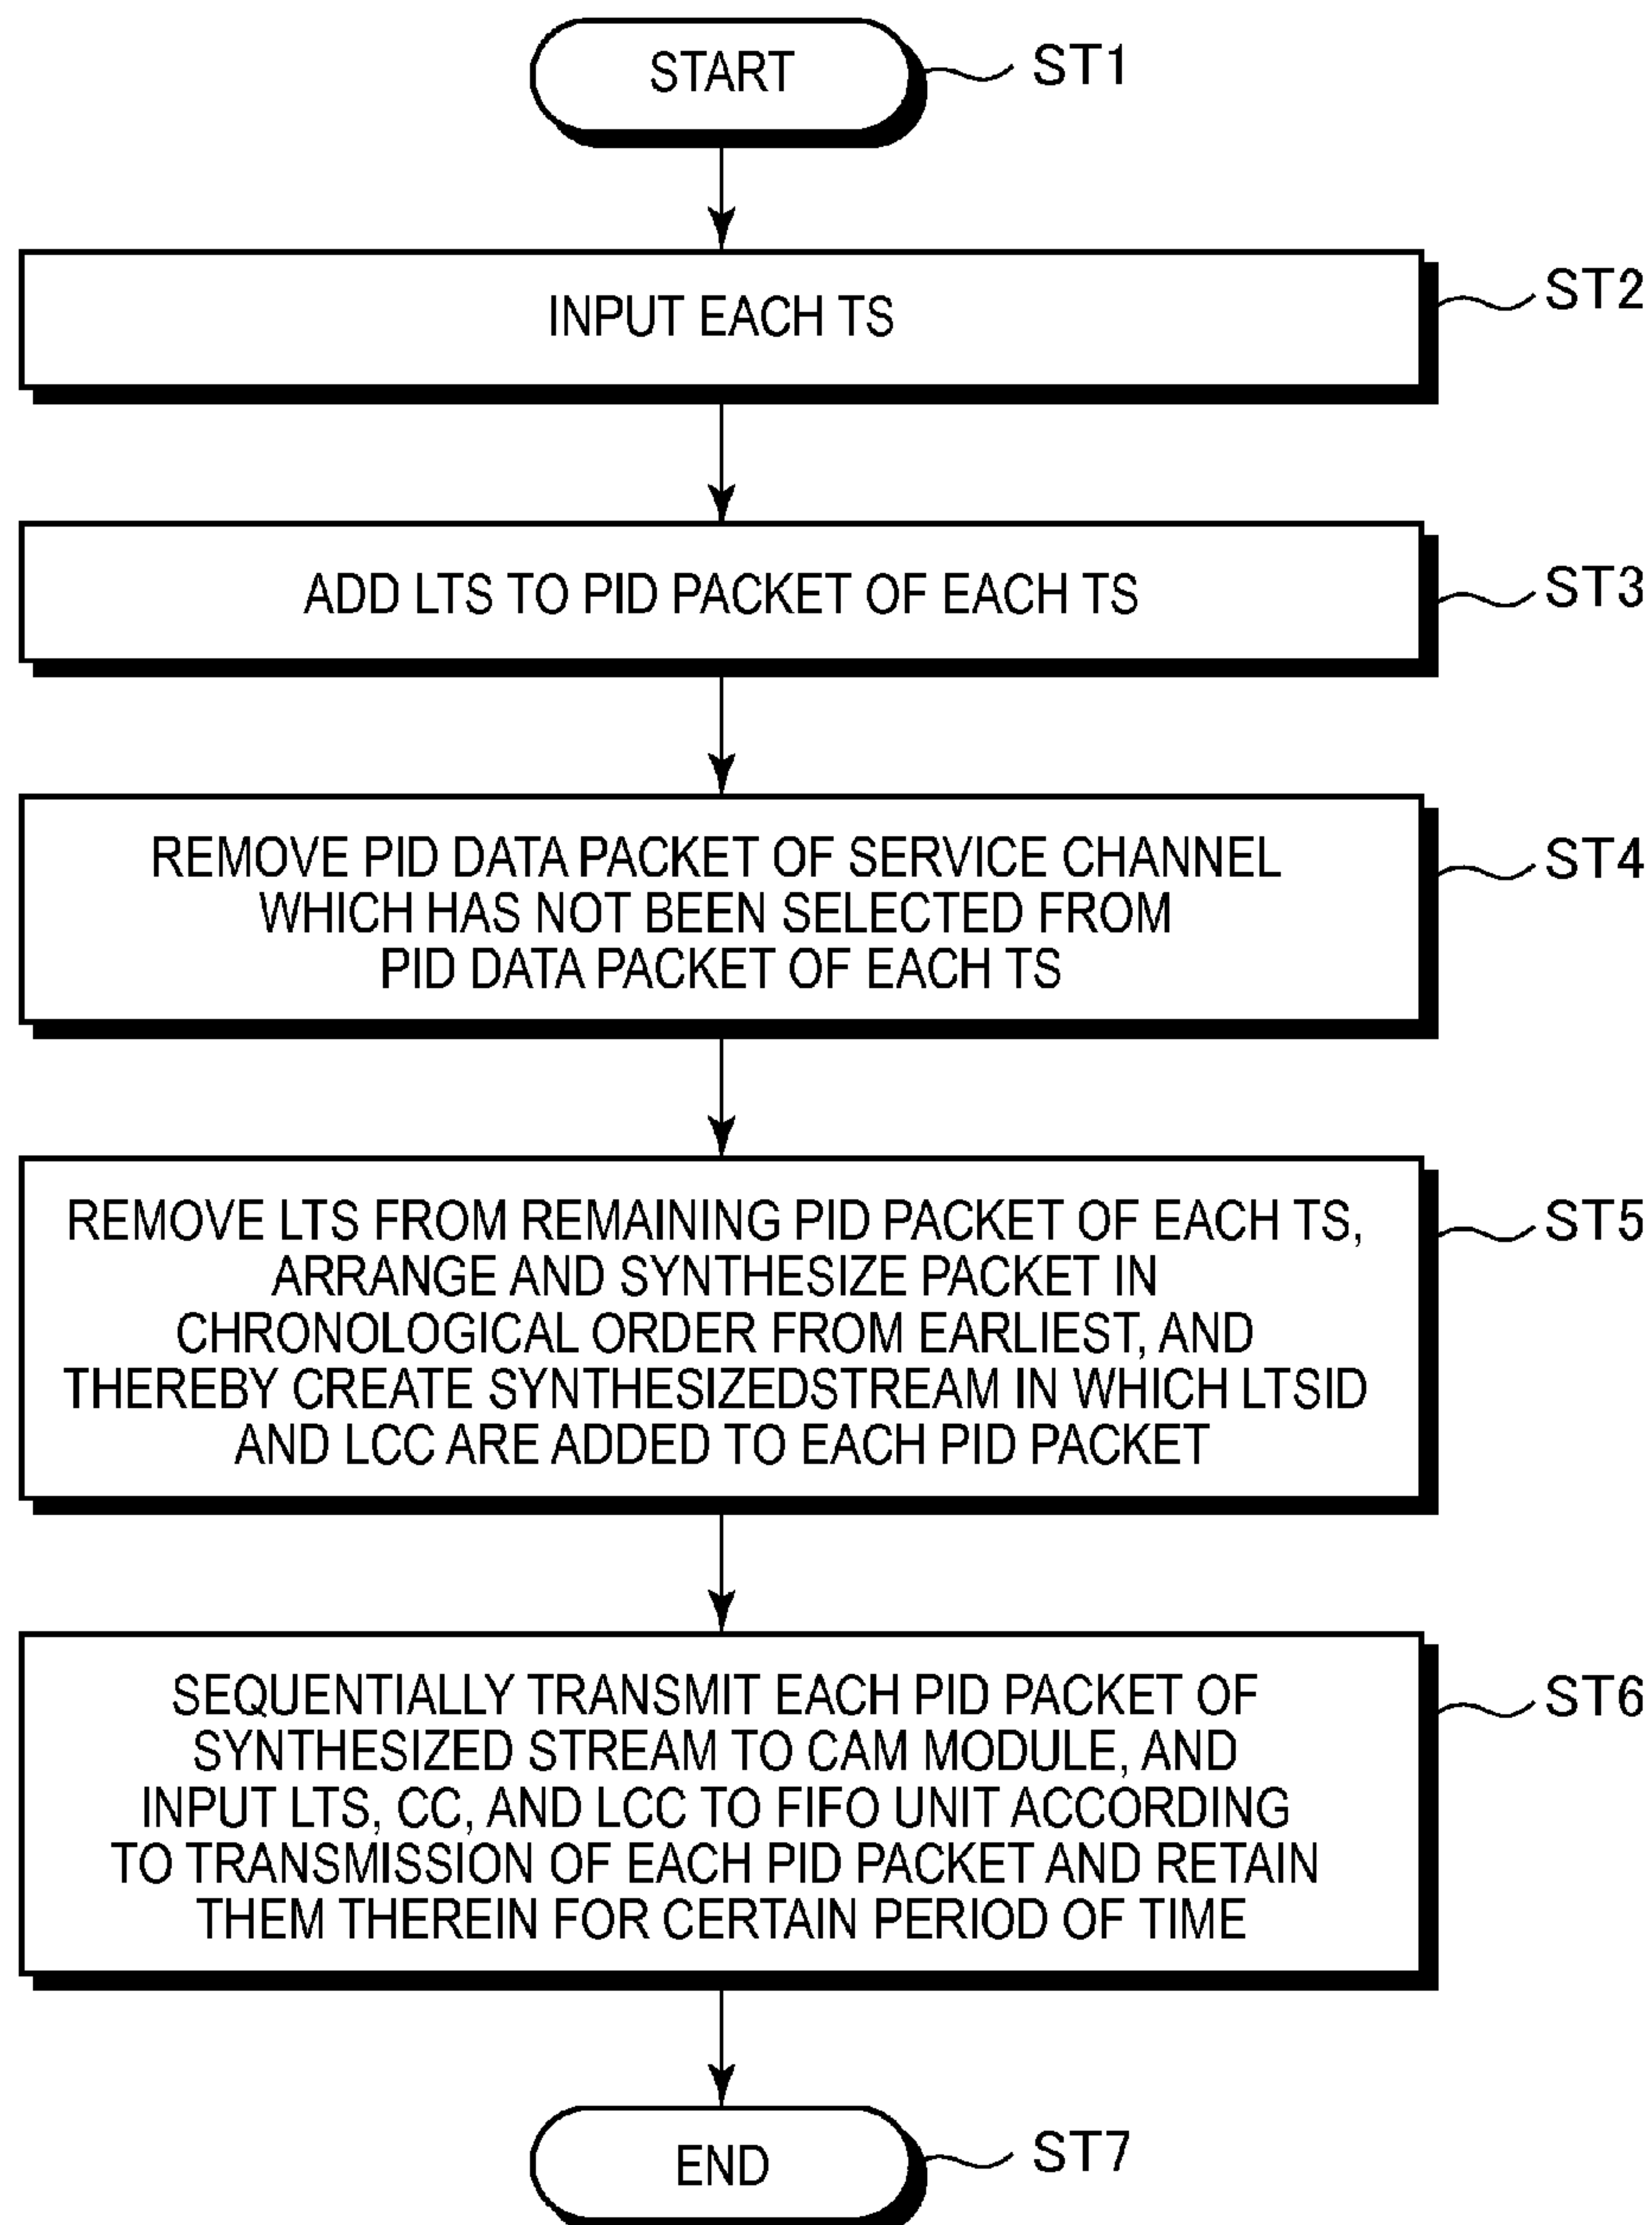 START
ST1
INPUT EACH TS
ST2
ADD LTS TO PID PACKET OF EACH TS
ST3
REMOVE PID DATA PACKET OF SERVICE CHANNEL
WHICH HAS NOT BEEN SELECTED FROM
PID DATA PACKET OF EACH TS
ST4
REMOVE LTS FROM REMAINING PID PACKET OF EACH TS,
ARRANGE AND SYNTHESIZE PACKET IN
CHRONOLOGICAL ORDER FROM EARLIEST, AND
THEREBY CREATE SYNTHESIZEDSTREAM IN WHICH LTSID
AND LCC ARE ADDED TO EACH PID PACKET
ST5
SEQUENTIALLY TRANSMIT EACH PID PACKET OF
SYNTHESIZED STREAM TO CAM MODULE, AND
INPUT LTS, CC, AND LCC TO FIFO UNIT ACCORDING
TO TRANSMISSION OF EACH PID PACKET AND RETAIN
THEM THEREIN FOR CERTAIN PERIOD OF TIME
ST6
END
ST7